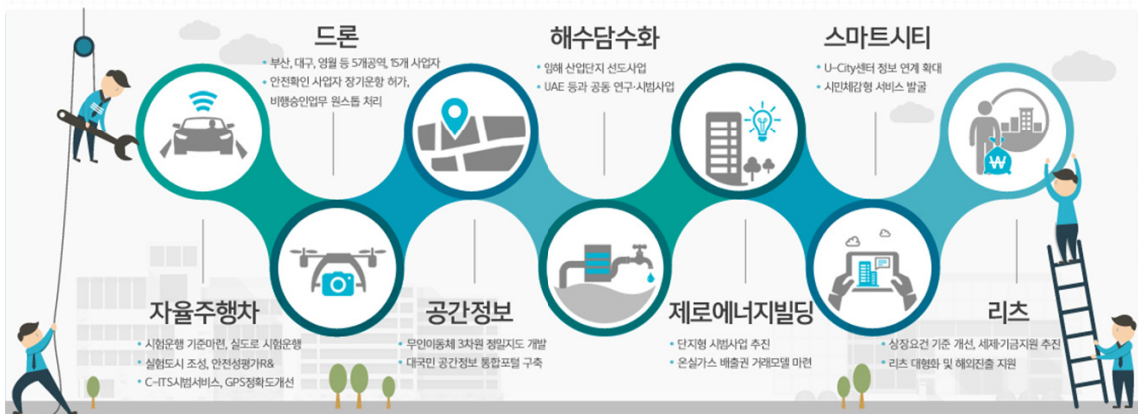 드론
• 부산, 대구, 영월 등 5개공역, 15개 사업자
• 안전확인 사업자 장기운항 허가,
비행승인업무 원스톱 처리
해수담수화
• 임해 산업단지 선도사업
• UAE 등과 공동 연구·시범사업
스마트시티
• U-City센터 정보 연계 확대
• 시민체감형 서비스 발굴
₩
자율주행차
• 시험운행 기준마련, 실도로 시험운행
• 실험도시 조성, 안전성평가R&
• C-ITS시범서비스, GPS정확도개선
공간정보
• 무인이동체 3차원 정밀지도 개발
• 대국민 공간정보 통합포털 구축
제로에너지빌딩
• 단지형 시범사업 추진
• 온실가스 배출권 거래모델 마련
리츠
• 상장요건 기준 개선, 세제·기금지원 추진
• 리츠 대형화 및 해외진출 지원